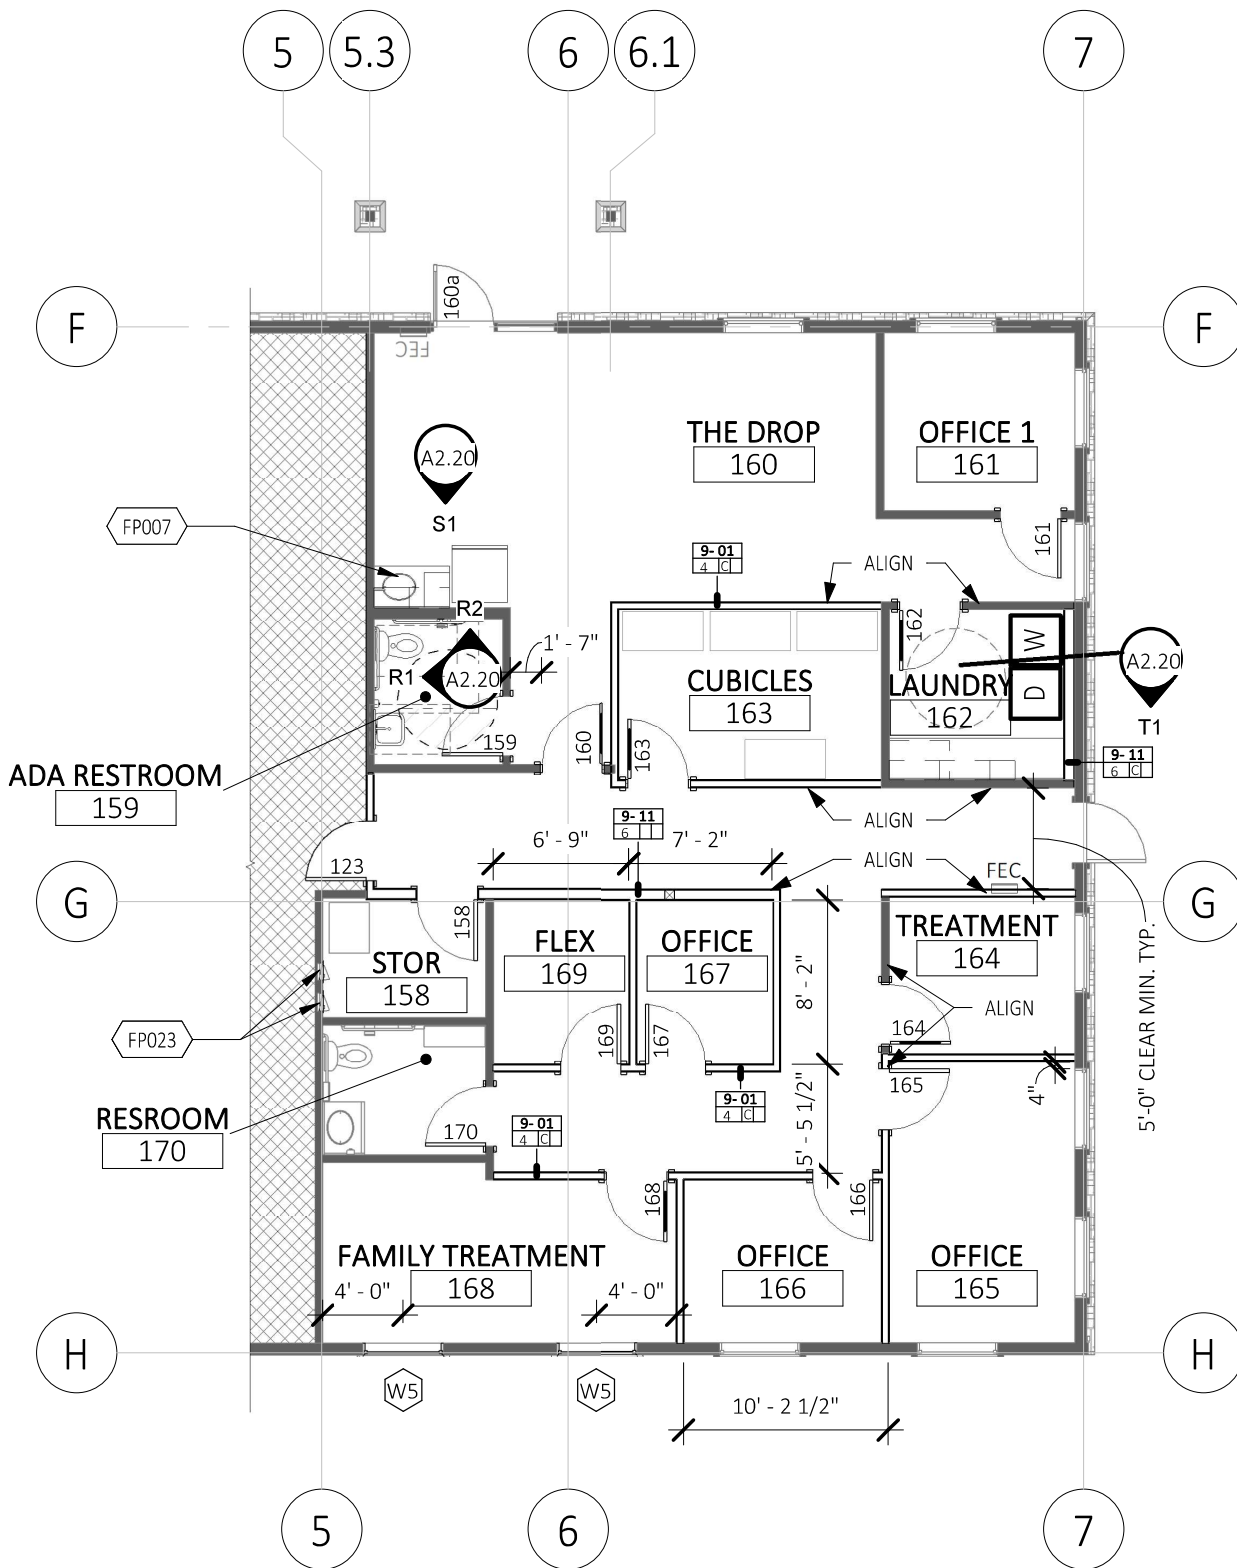 5
5.3
6
6.1
7
F
F
160a
FEC
THE DROP
160
OFFICE 1
161
A2.20
S1
FP007
161
9- 01
4 C
ALIGN
R2
162
1' - 7"
W
R1
A2.20
CUBICLES
163
LAUNDRY
162
D
A2.20
T1
159
160
163
9- 11
6 C
ADA RESTROOM
159
9- 11
6
ALIGN
6' - 9"
7' - 2"
123
ALIGN
FEC
G
G
158
FLEX
169
OFFICE
167
TREATMENT
164
STOR
158
8' - 2"
5'-0" CLEAR MIN. TYP.
ALIGN
FP023
169
167
164
165
4"
RESROOM
170
9- 01
4 C
9- 01
4 C
170
5' - 5 1/2"
168
166
FAMILY TREATMENT
168
OFFICE
166
OFFICE
165
4' - 0"
4' - 0"
H
H
W5
W5
10' - 2 1/2"
5
6
7